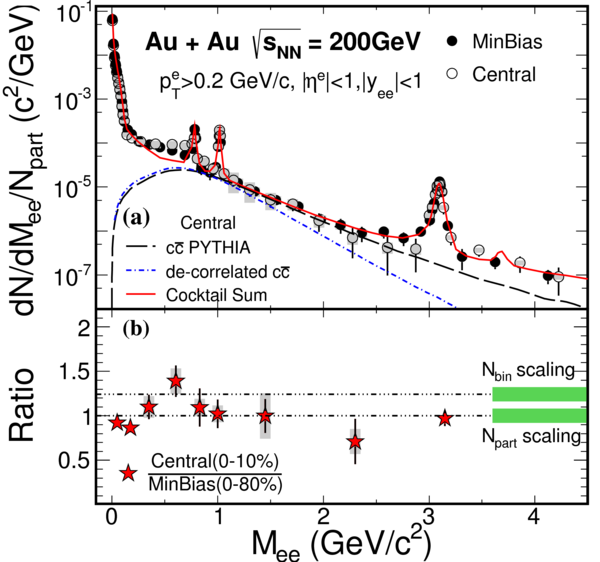 Au + Au √sNN = 200GeV
MinBias
Central
p_T^e>0.2 GeV/c, |η^e|<1,|y_ee|<1
dN/dM_ee/N_part (c²/GeV)
10⁻¹
10⁻³
10⁻⁵
10⁻⁷
(a)
Central
cc̄ PYTHIA
de-correlated cc̄
Cocktail Sum
(b)
Ratio
2
1.5
1
0.5
N_bin scaling
N_part scaling
Central(0-10%)
MinBias(0-80%)
0 1 2 3 4
M_ee (GeV/c²)